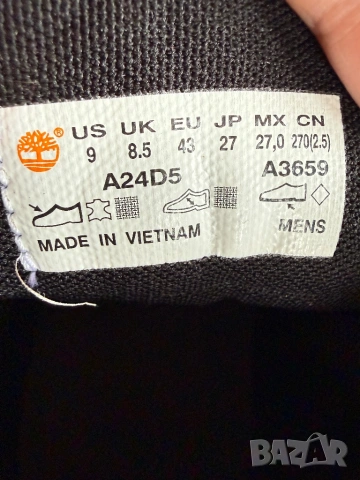 US UK EU JP MX CN
9 8.5 43 27 27,0 270(2.5)
A24D5 A3659
MADE IN VIETNAM MENS
BAZAR